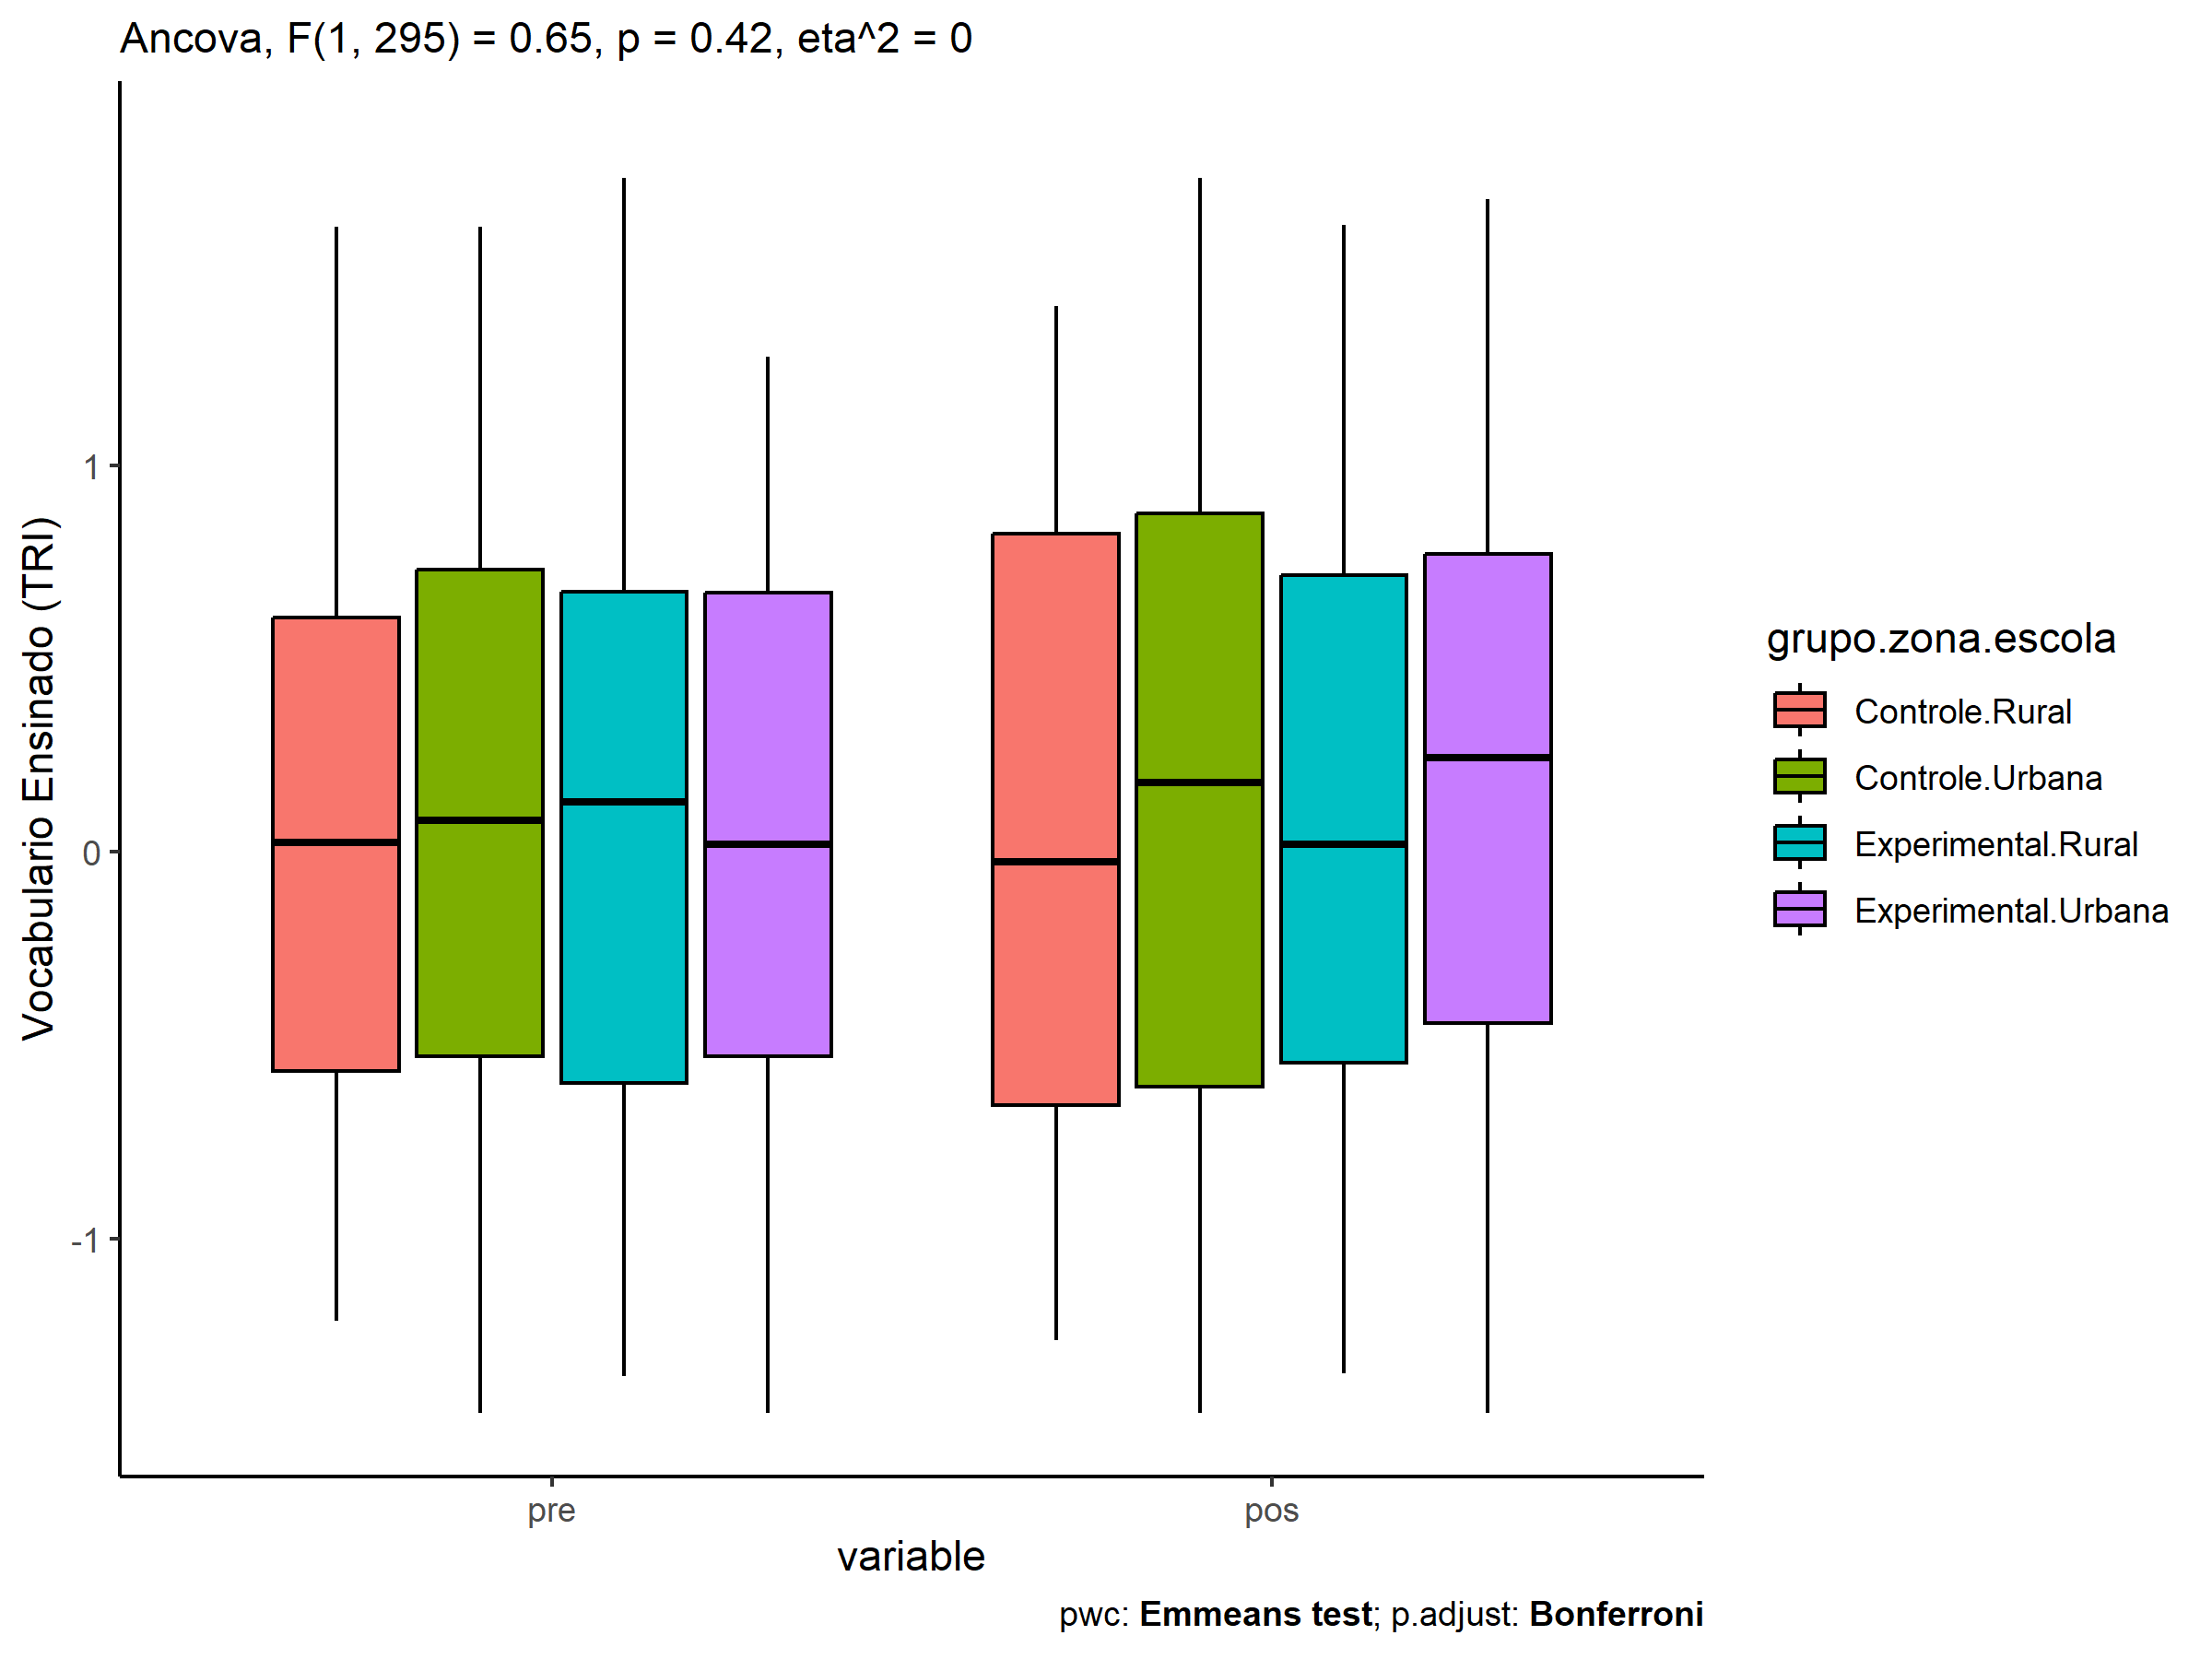 Ancova, F(1, 295) = 0.65, p = 0.42, eta^2 = 0
Vocabulario Ensinado (TRI)
1
0
-1
pre
pos
variable
grupo.zona.escola
Controle.Rural
Controle.Urbana
Experimental.Rural
Experimental.Urbana
pwc: Emmeans test; p.adjust: Bonferroni